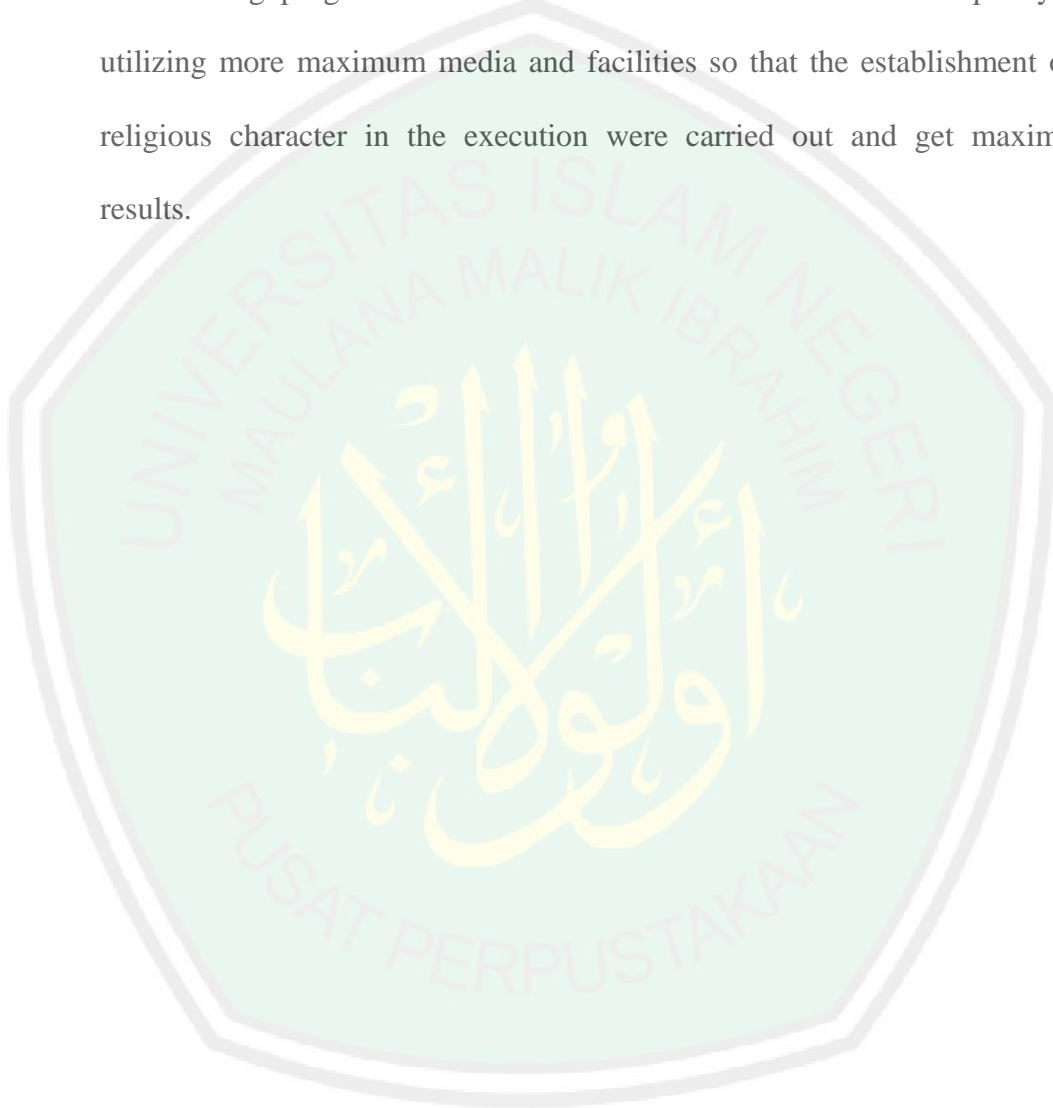 utilizing more maximum media and facilities so that the establishment
religious character in the execution were carried out and get
results.
UNIVERSITAS ISLAM NEGERI
MAULANA MALIK IBRAHIM
أولوا الألباب
PUSAT PERPUSTAKAAN